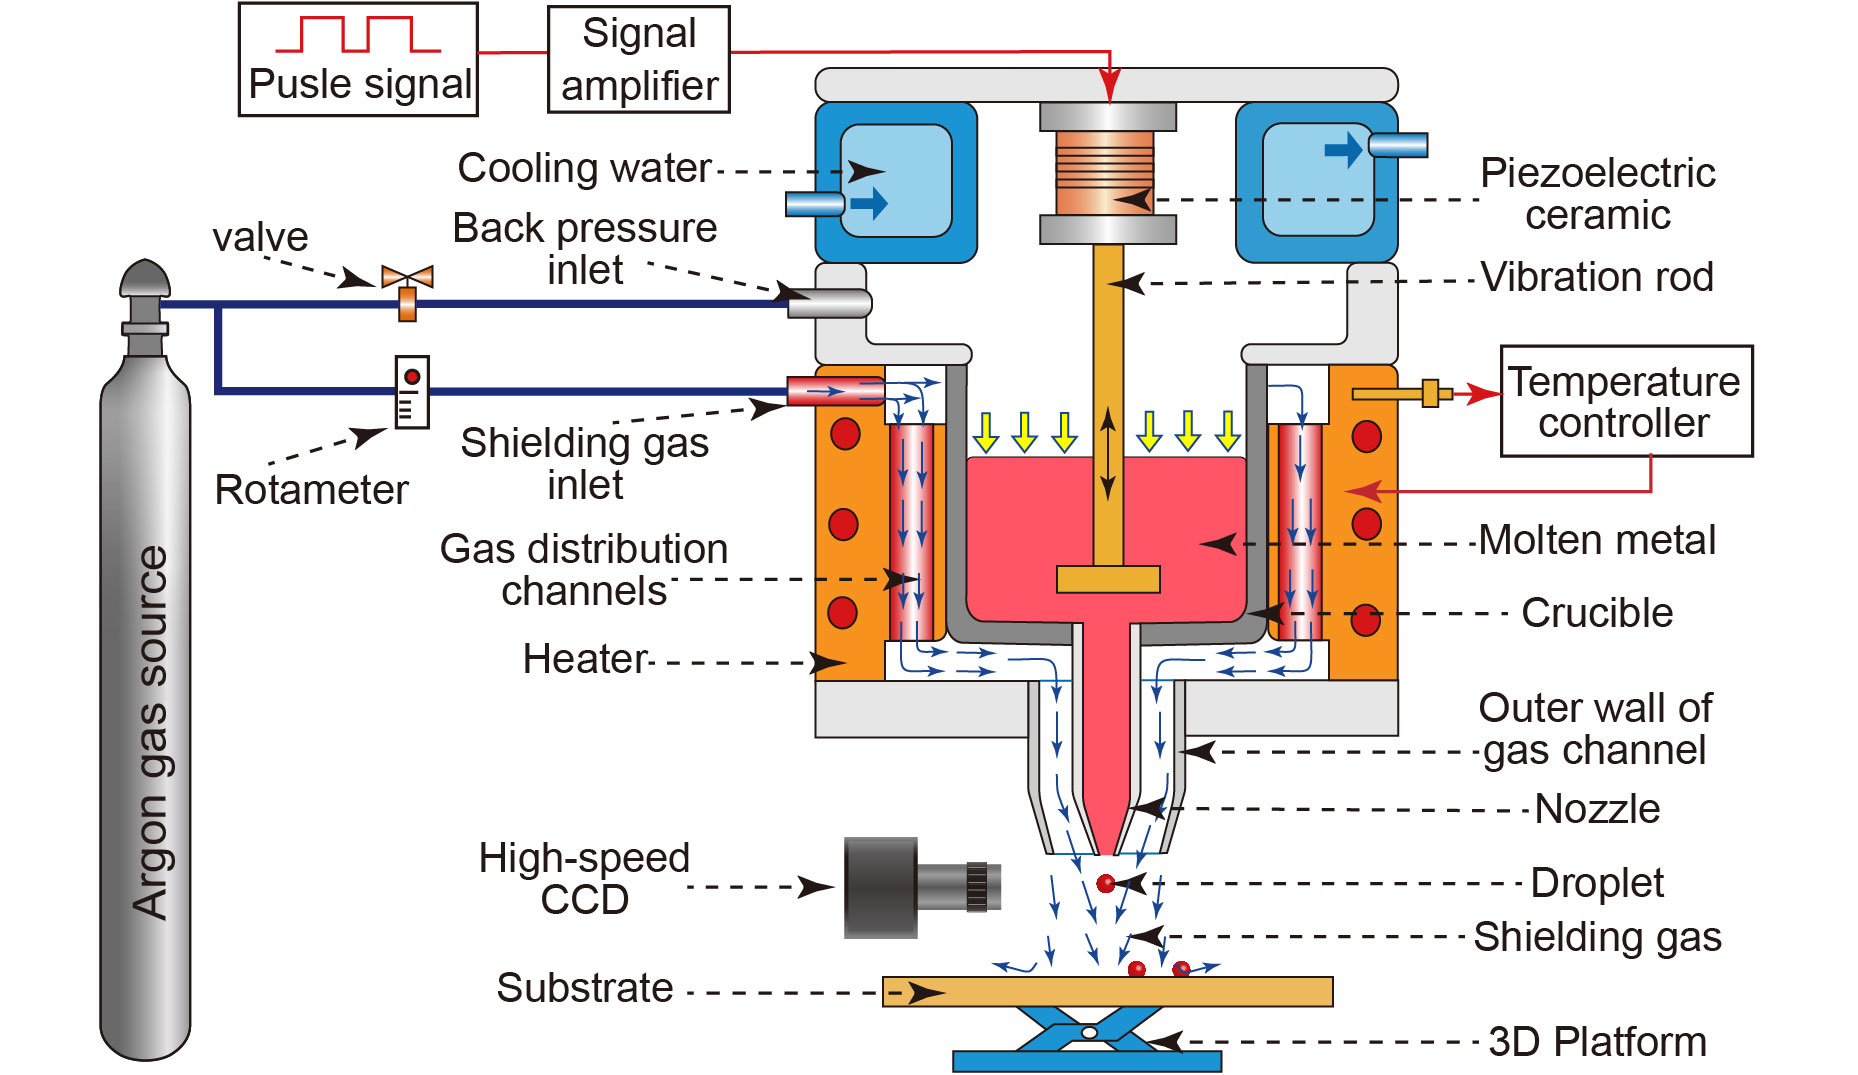 Pusle signal
Signal
amplifier
Cooling water
Back pressure
inlet
valve
Shielding gas
inlet
Rotameter
Gas distribution
channels
Heater
Argon gas source
High-speed
CCD
Substrate
Piezoelectric
ceramic
Vibration rod
Temperature
controller
Molten metal
Crucible
Outer wall of
gas channel
Nozzle
Droplet
Shielding gas
3D Platform